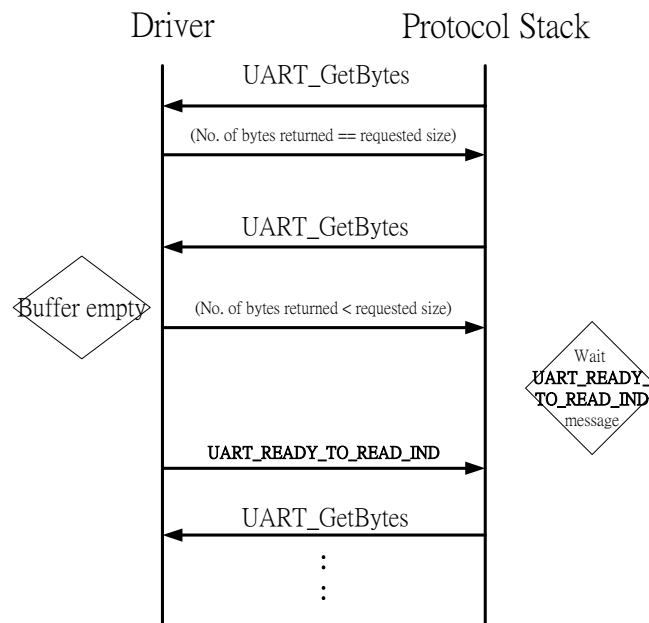 Driver
Protocol Stack
UART_GetBytes
(No. of bytes returned == requested size)
UART_GetBytes
Buffer empty
(No. of bytes returned < requested size)
Wait
UART_READY_
TO_READ_IND
message
UART_READY_TO_READ_IND
UART_GetBytes
:
: